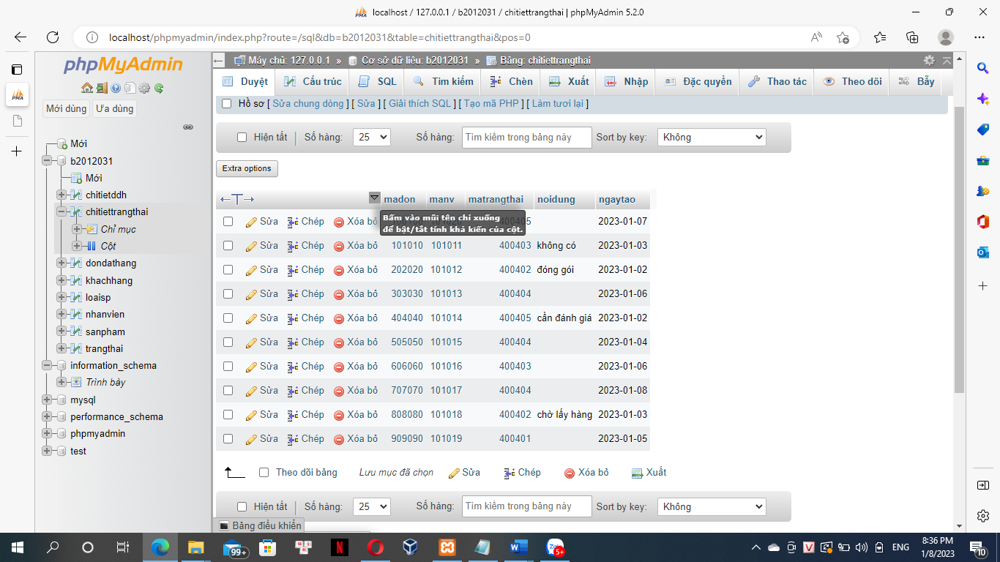 localhost / 127.0.0.1 / b2012031 / chitiettrangthai | phpMyAdmin 5.2.0
localhost/phpmyadmin/index.php?route=/sql&db=b2012031&table=chitiettrangthai&pos=0
phpMyAdmin
Mới dùng Ưa dùng
Mới
b2012031
Mới
chitietddh
chitiettrangthai
Chỉ mục
Cột
dondathang
khachhang
loaisp
nhanvien
sanpham
trangthai
information_schema
Trình bày
mysql
performance_schema
phpmyadmin
test
Máy chủ: 127.0.0.1 » Cơ sở dữ liệu: b2012031 » Bảng: chitiettrangthai
Duyệt Cấu trúc SQL Tìm kiếm Chèn Xuất Nhập Đặc quyền Thao tác Theo dõi Bẫy
Hồ sơ [ Sửa chung dòng ] [ Sửa ] [ Giải thích SQL ] [ Tạo mã PHP ] [ Làm tươi lại ]
Hiện tất Số hàng: 25 Số hàng: Tìm kiếm trong bảng này Sort by key: Không
Extra options
madon manv matrangthai noidung ngaytao
Sửa Chép Xóa bỏ 2023-01-07
Bấm vào mũi tên chỉ xuống
để bật/tắt tính khả kiến của cột.
Sửa Chép Xóa bỏ 101010 101011 400403 không có 2023-01-03
Sửa Chép Xóa bỏ 202020 101012 400402 đóng gói 2023-01-02
Sửa Chép Xóa bỏ 303030 101013 400404 2023-01-06
Sửa Chép Xóa bỏ 404040 101014 400405 cần đánh giá 2023-01-02
Sửa Chép Xóa bỏ 505050 101015 400404 2023-01-04
Sửa Chép Xóa bỏ 606060 101016 400403 2023-01-06
Sửa Chép Xóa bỏ 707070 101017 400404 2023-01-08
Sửa Chép Xóa bỏ 808080 101018 400402 chờ lấy hàng 2023-01-03
Sửa Chép Xóa bỏ 909090 101019 400401 2023-01-05
Theo dõi bảng Lưu mục đã chọn Sửa Chép Xóa bỏ Xuất
Hiện tất Số hàng: 25 Số hàng: Tìm kiếm trong bảng này Sort by key: Không
Bảng điều khiển
99+
N
5+
ENG
8:36 PM
1/8/2023
10